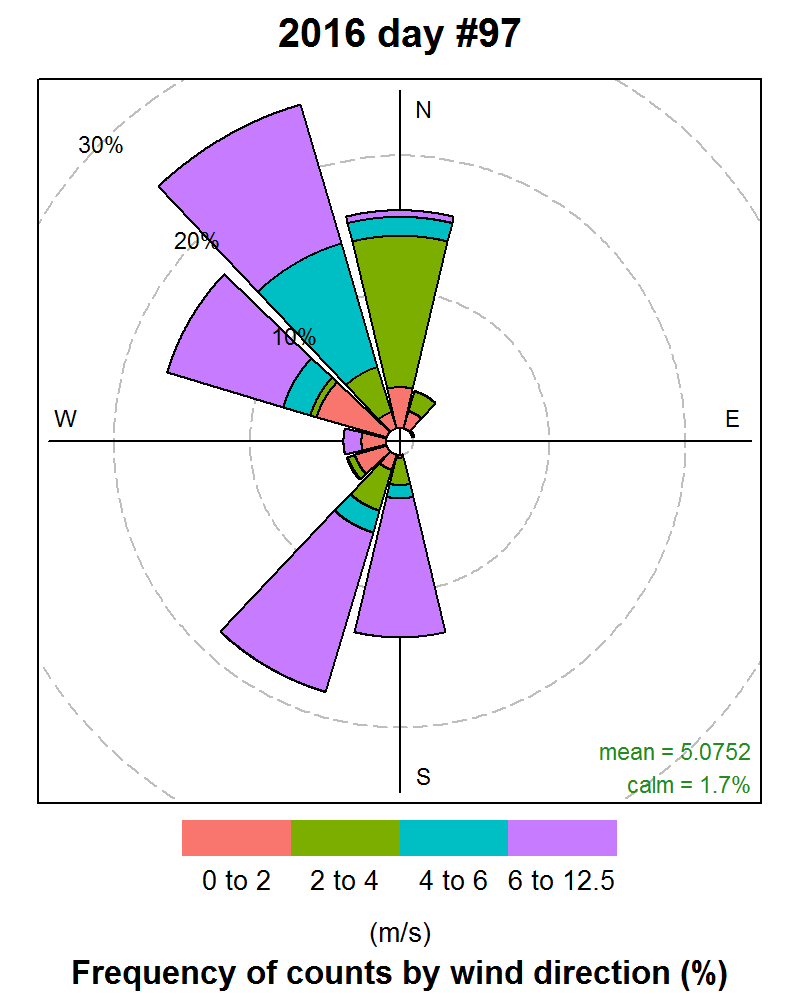 2016 day #97
N
30%
20%
10%
W
E
S
mean = 5.0752
calm = 1.7%
0 to 2 2 to 4 4 to 6 6 to 12.5
(m/s)
Frequency of counts by wind direction (%)